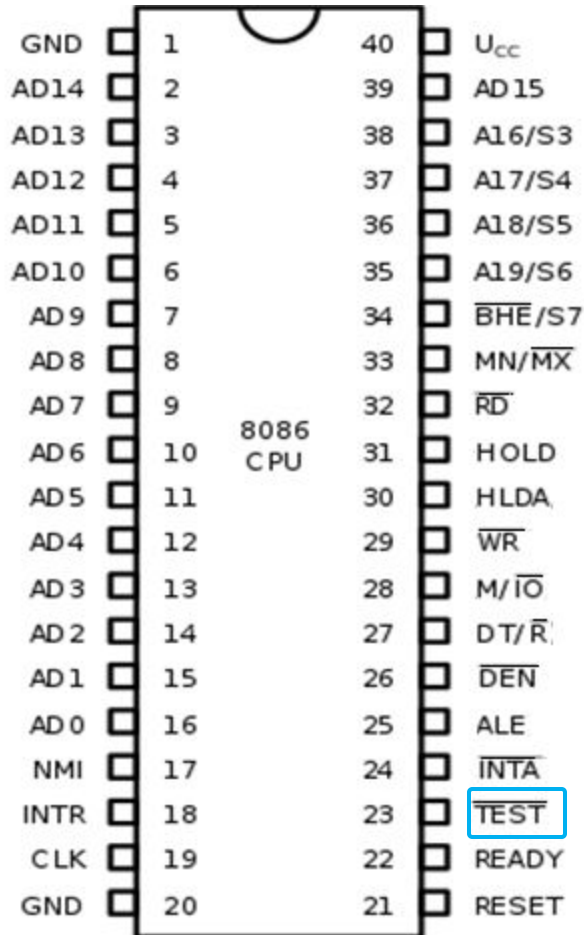 GND 1 40 UCC
AD14 2 39 AD15
AD13 3 38 A16/S3
AD12 4 37 A17/S4
AD11 5 36 A18/S5
AD10 6 35 A19/S6
AD9 7 34 BHE/S7
AD8 8 33 MN/MX
AD7 9 32 RD
8086
CPU
AD6 10 31 HOLD
AD5 11 30 HLDA
AD4 12 29 WR
AD3 13 28 M/IO
AD2 14 27 DT/R
AD1 15 26 DEN
AD0 16 25 ALE
NMI 17 24 INTA
INTR 18 23 TEST
CLK 19 22 READY
GND 20 21 RESET